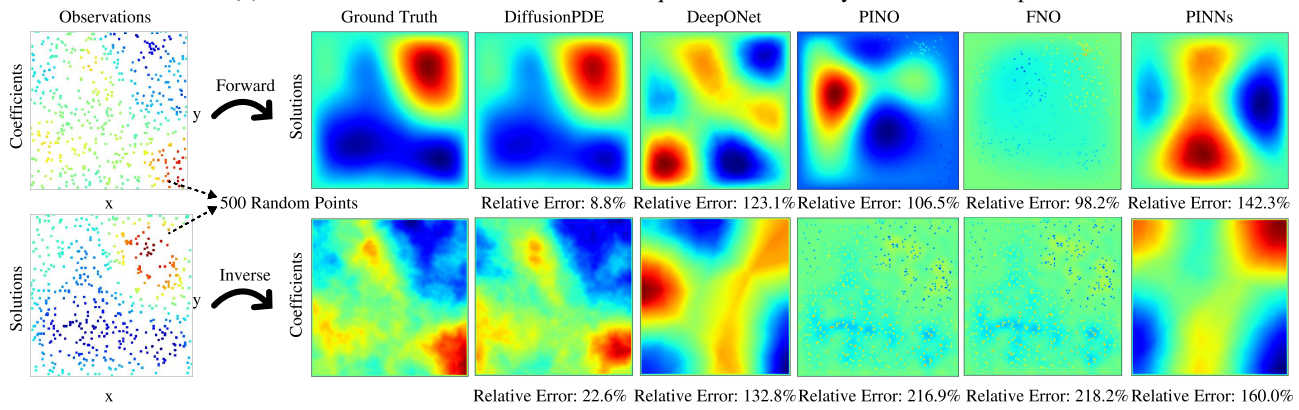 Observations
Ground Truth
DiffusionPDE
DeepONet
PINO
FNO
PINNs
Coefficients
y
x
Forward
Solutions
500 Random Points
Relative Error: 8.8%
Relative Error: 123.1%
Relative Error: 106.5%
Relative Error: 98.2%
Relative Error: 142.3%
Solutions
y
x
Inverse
Coefficients
Relative Error: 22.6%
Relative Error: 132.8%
Relative Error: 216.9%
Relative Error: 218.2%
Relative Error: 160.0%